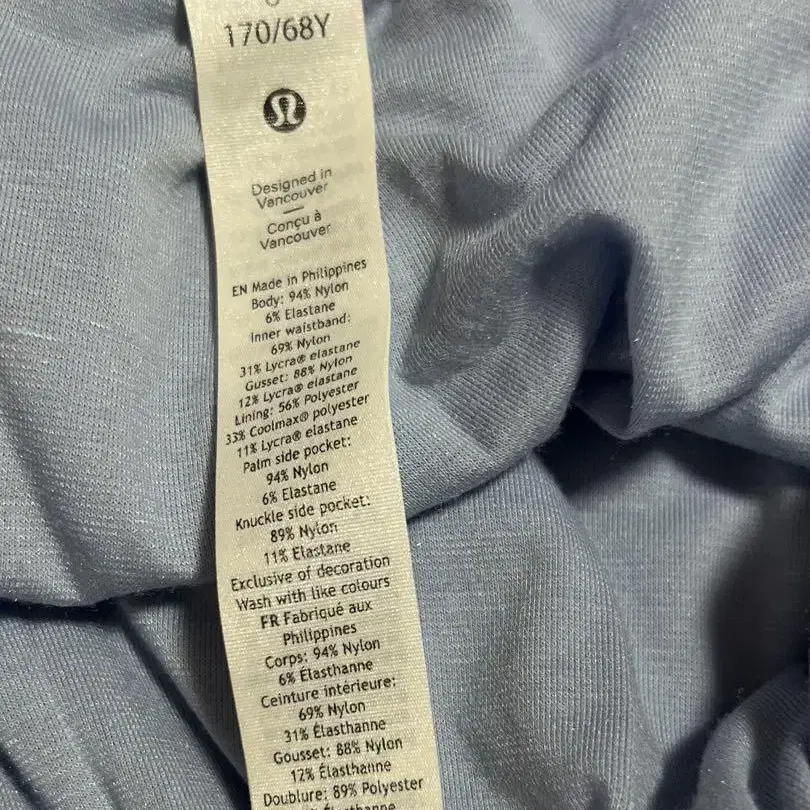 170/68Y
Designed in
Vancouver
Conçu à
Vancouver
EN Made in Philippines
Body: 94% Nylon
6% Elastane
Inner waistband:
69% Nylon
31% Lycra® elastane
Gusset: 88% Nylon
12% Lycra® elastane
Lining: 56% Polyester
33% Coolmax® polyester
11% Lycra® elastane
Palm side pocket:
94% Nylon
6% Elastane
Knuckle side pocket:
89% Nylon
11% Elastane
Exclusive of decoration
Wash with like colours
FR Fabriqué aux
Philippines
Corps: 94% Nylon
6% Élasthanne
Ceinture intérieure:
69% Nylon
31% Élasthanne
Gousset: 88% Nylon
12% Élasthanne
Doublure: 89% Polyester
Élasthanne